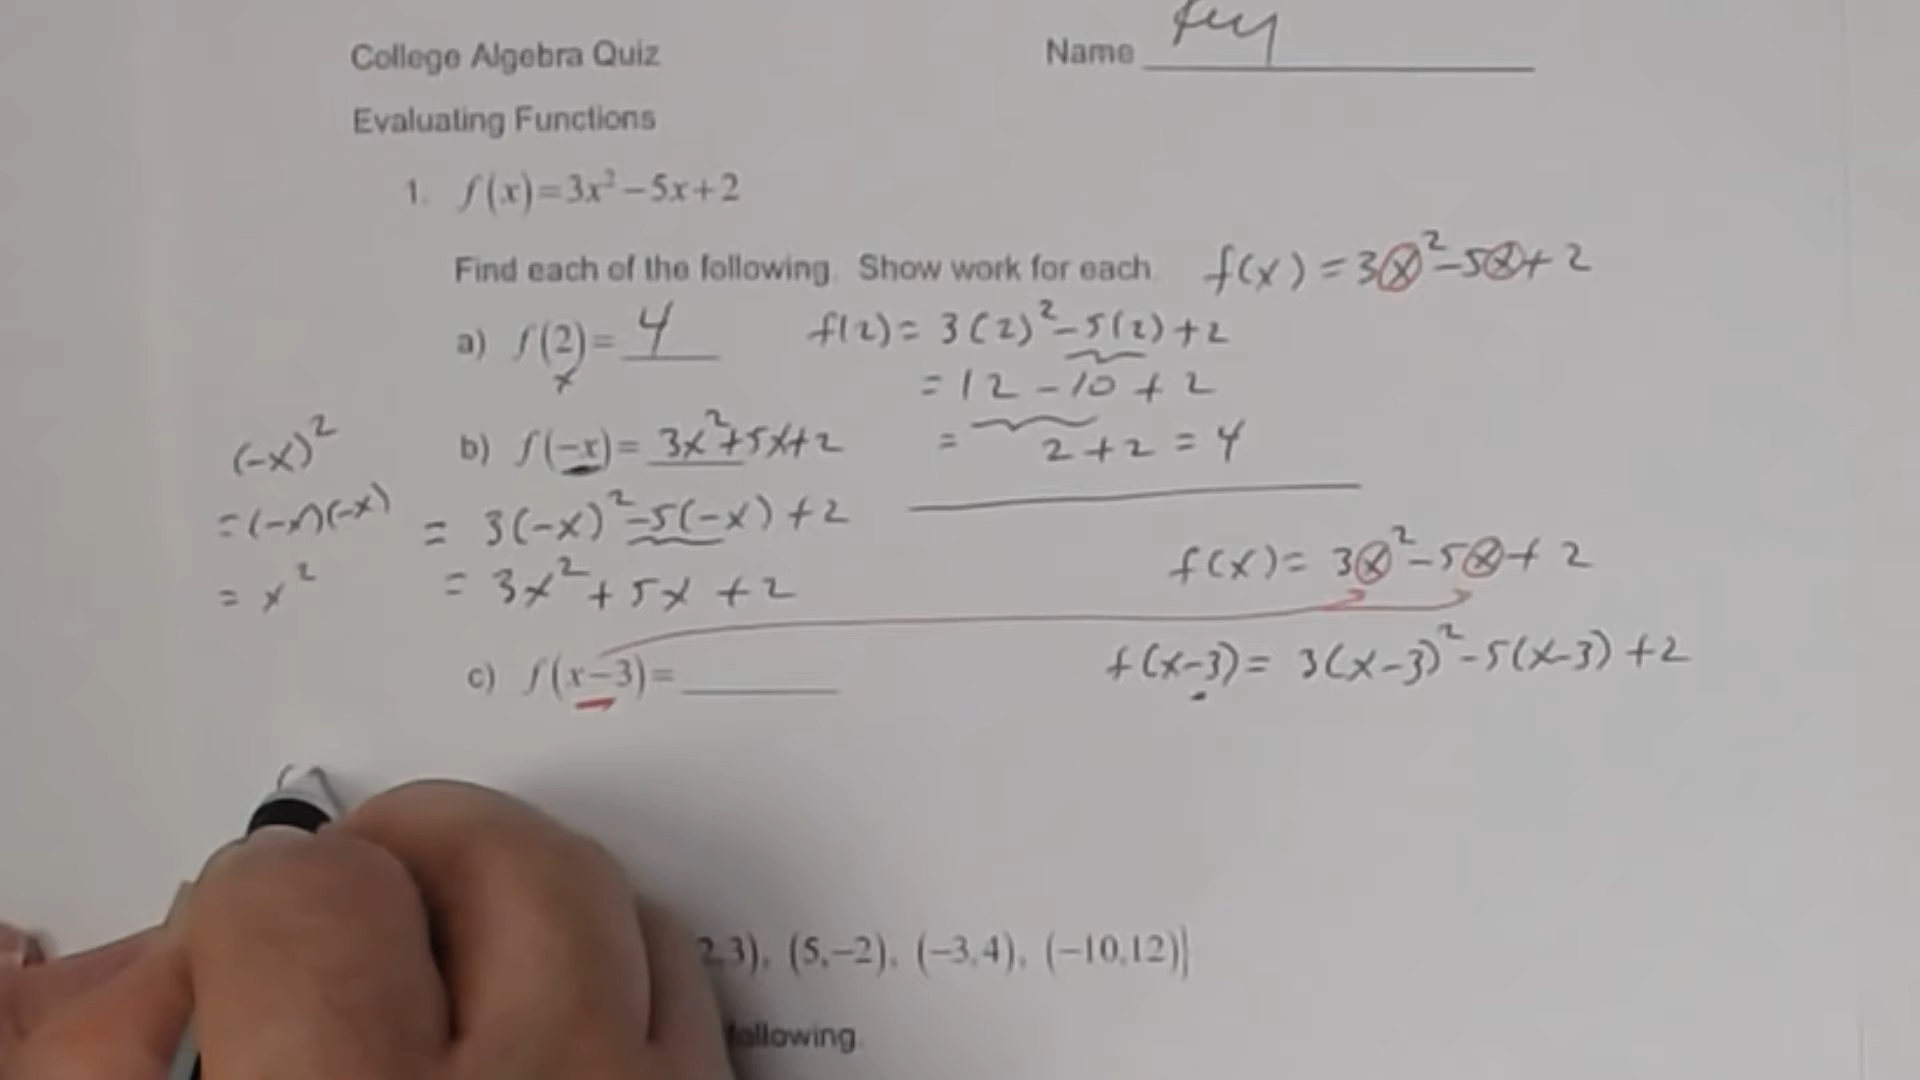 College Algebra Quiz
Name Key
Evaluating Functions
1. f(x)=3x²−5x+2
Find each of the following. Show work for each.
f(x) = 3x²-5x+2
a) f(2)= 4
x
f(2) = 3(2)²-5(2)+2
= 12 - 10 + 2
= 2+2 = 4
b) f(−x)= 3x²+5x+2
= 3(-x)²-5(-x)+2
= 3x²+5x+2
(-x)²
=(-x)(-x)
= x²
f(x) = 3x²-5x+2
c) f(x−3)=
f(x-3) = 3(x-3)²-5(x-3)+2
2,3), (5,−2), (−3,4), (−10,12)}
following.